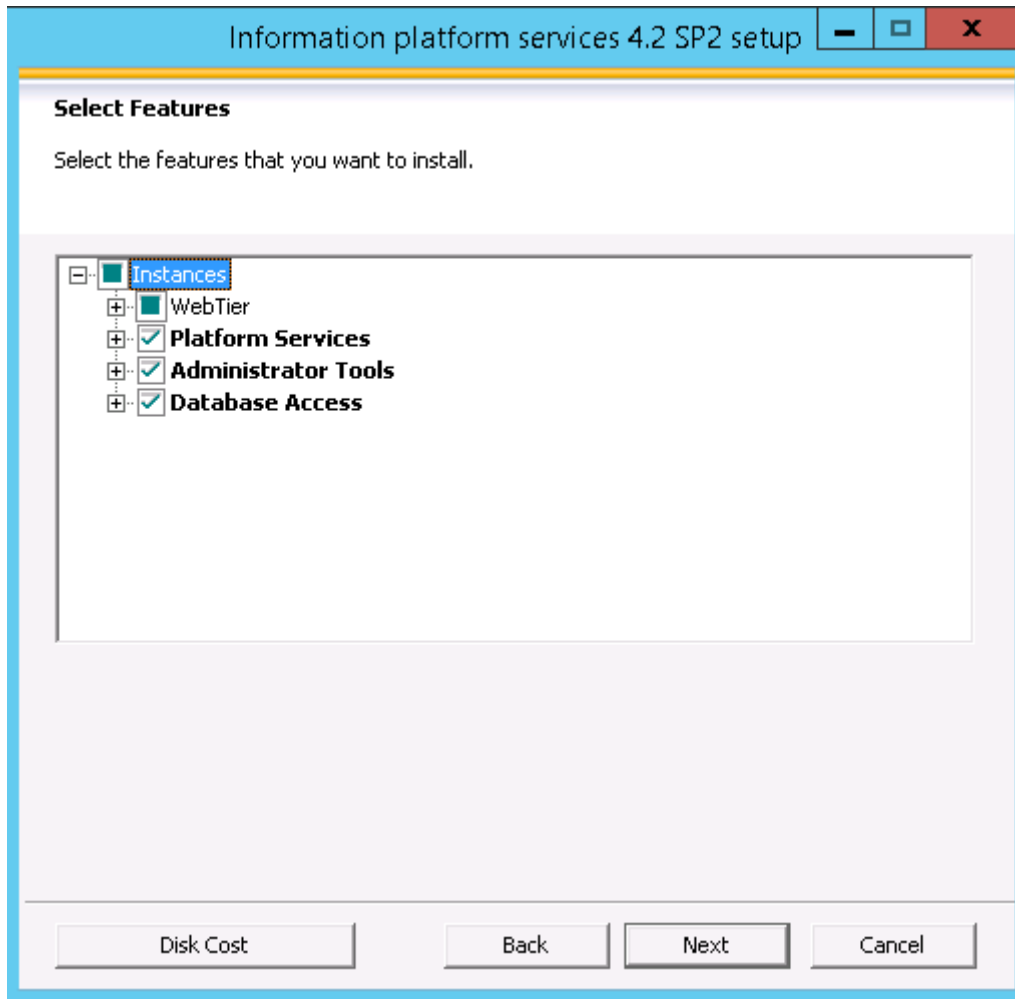 Information platform services 4.2 SP2 setup
Select Features
Select the features that you want to install.
Instances
WebTier
Platform Services
Administrator Tools
Database Access
Disk Cost
Back
Next
Cancel